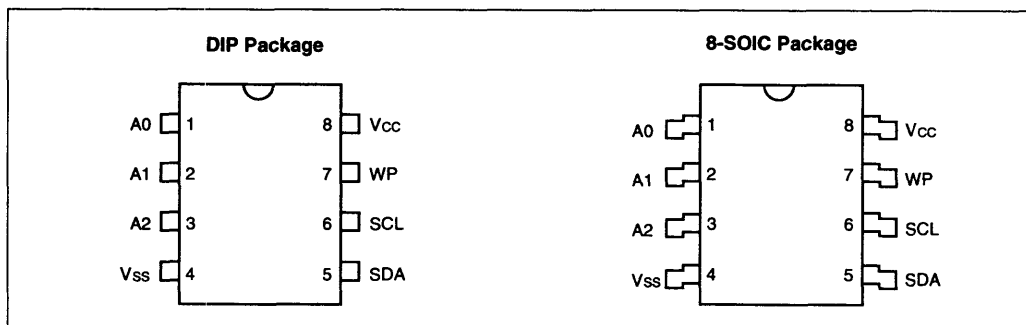 DIP Package
A0 1 8 VCC
A1 2 7 WP
A2 3 6 SCL
VSS 4 5 SDA
8-SOIC Package
A0 1 8 VCC
A1 2 7 WP
A2 3 6 SCL
VSS 4 5 SDA